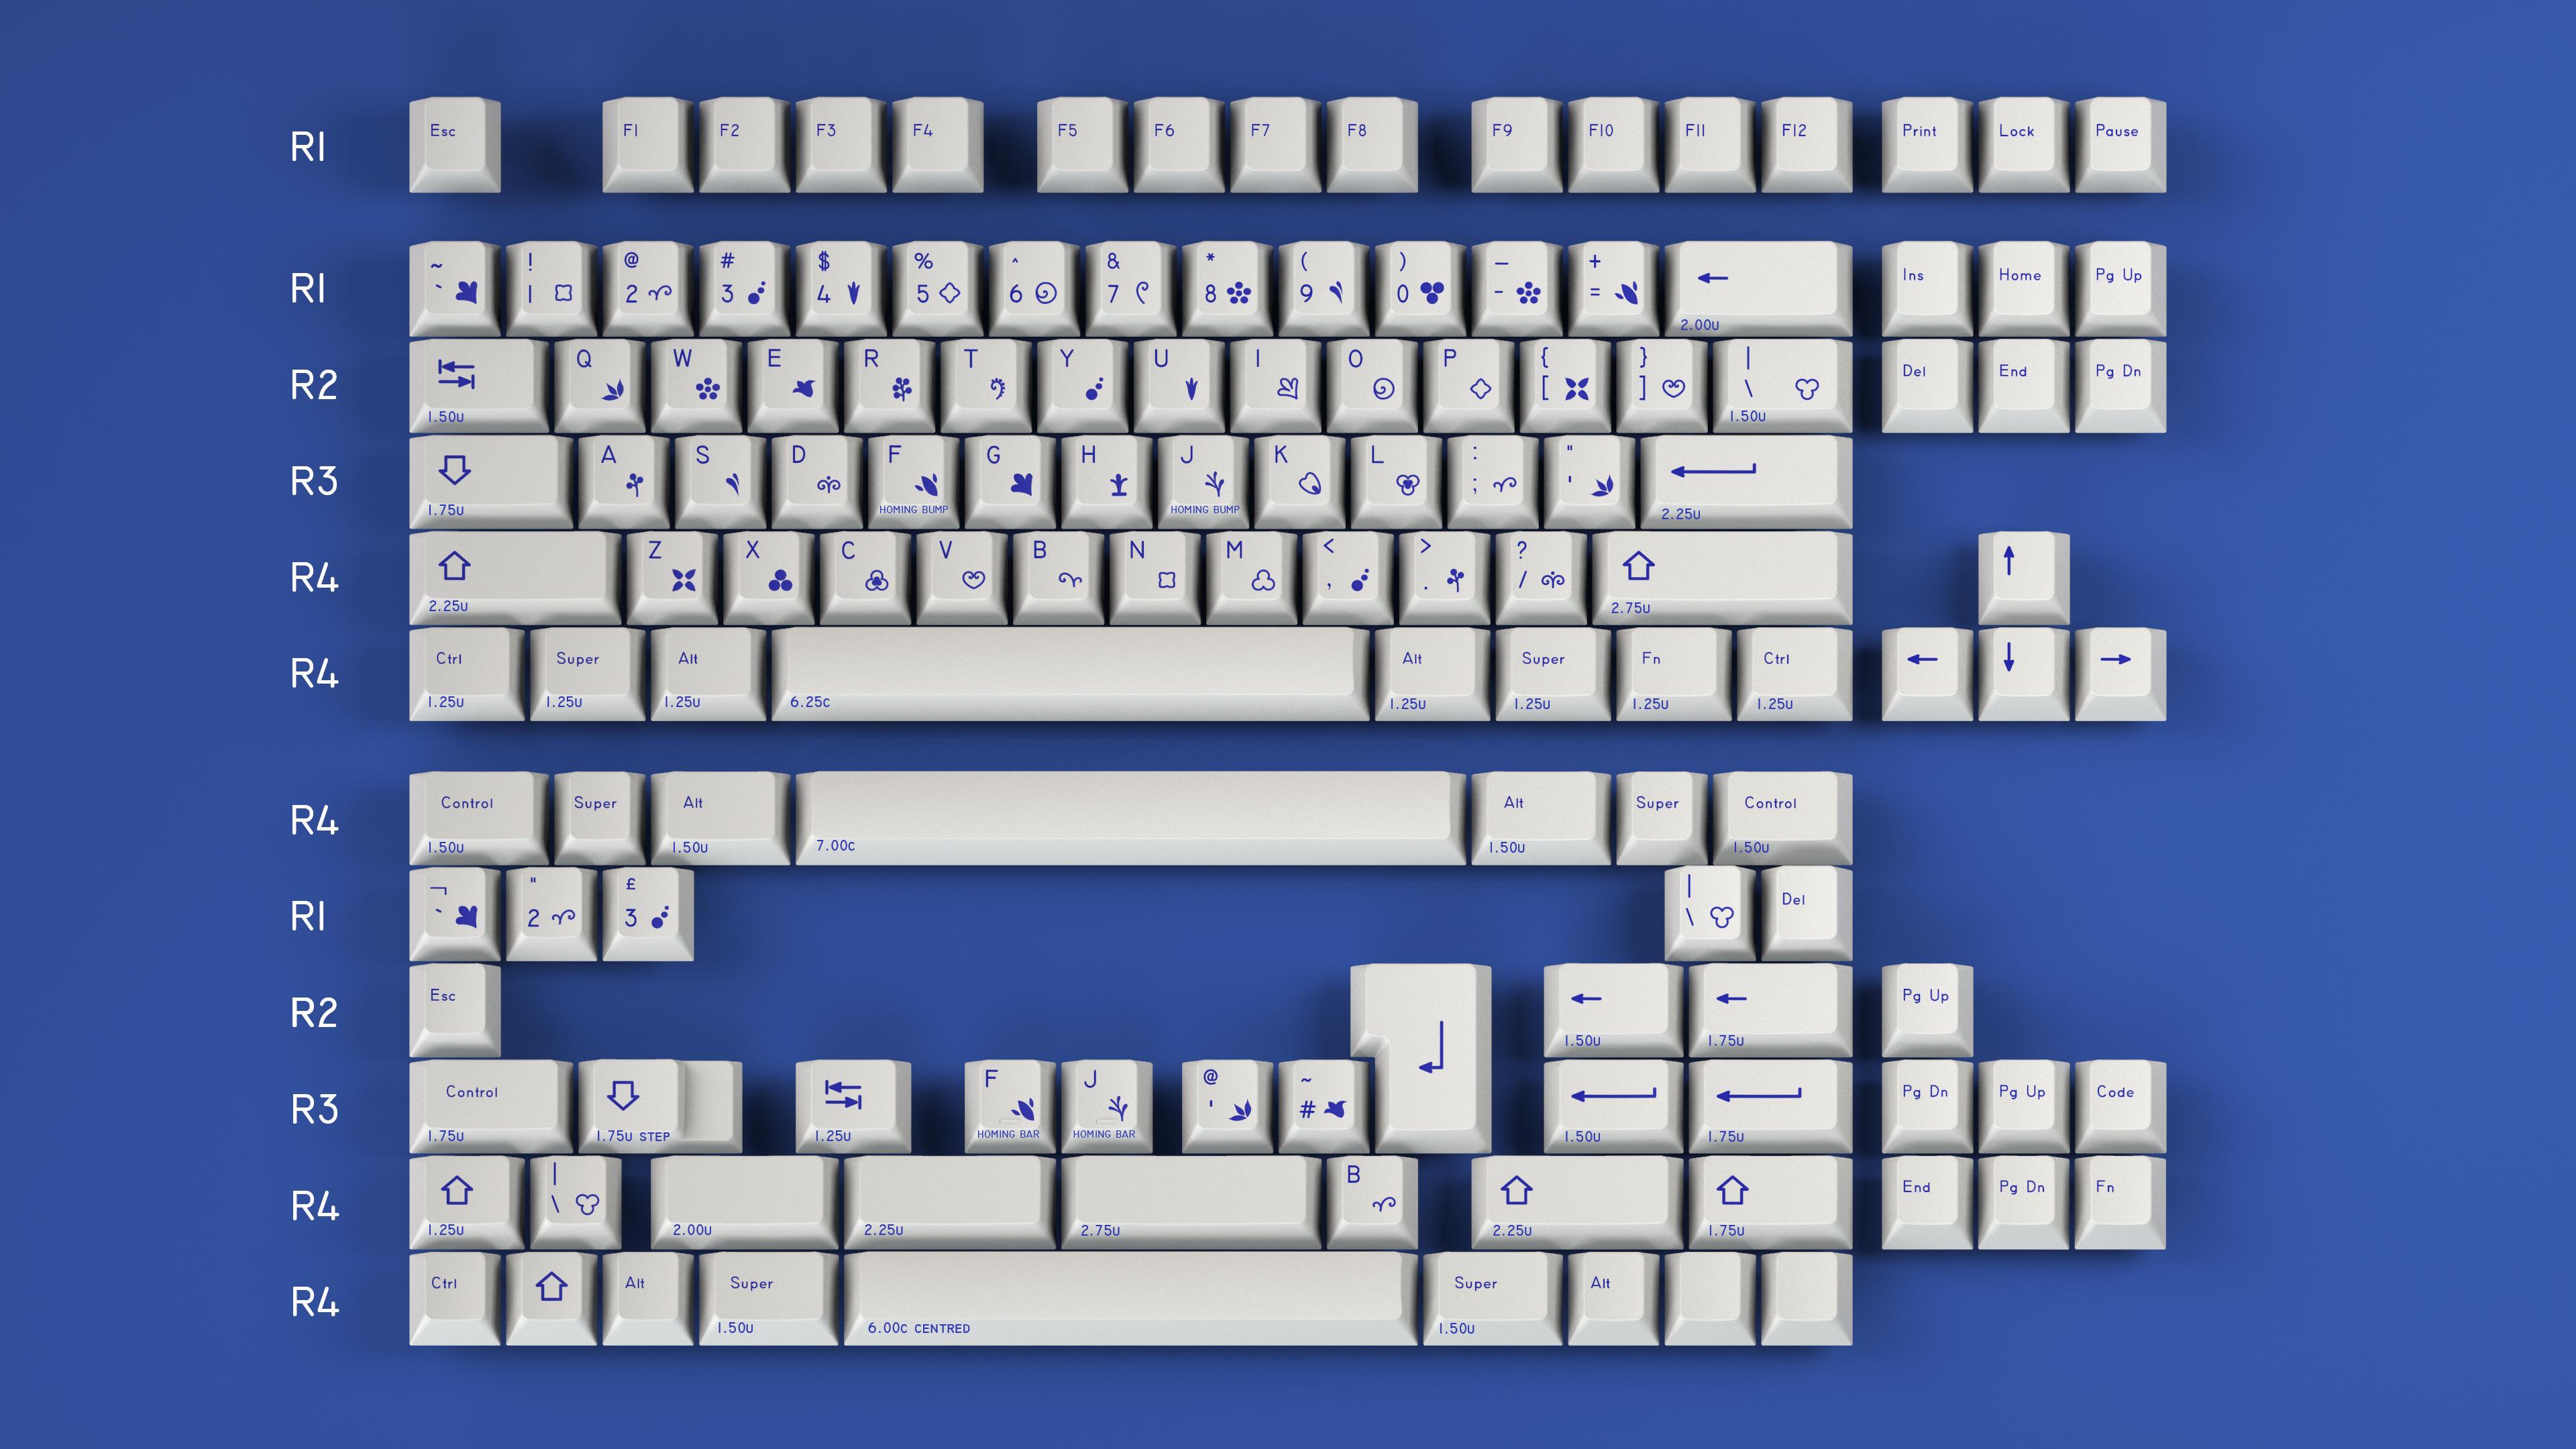 R1 Esc F1 F2 F3 F4 F5 F6 F7 F8 F9 F10 F11 F12 Print Lock Pause
~ ! @ # $ % ^ & * ( ) _ +
R1 ` 1 2 3 4 5 6 7 8 9 0 - = ← Ins Home Pg Up
2.00U
Q W E R T Y U I O P { } |
R2 [ ] \ Del End Pg Dn
1.50U 1.50U
A S D F G H J K L : "
R3 ; '
1.75U HOMING BUMP HOMING BUMP 2.25U
Z X C V B N M < > ? ↑
R4 , . /
2.25U 2.75U
R4 Ctrl Super Alt Alt Super Fn Ctrl ← ↓ →
1.25U 1.25U 1.25U 6.25C 1.25U 1.25U 1.25U 1.25U
R4 Control Super Alt Alt Super Control
1.50U 1.50U 7.00C 1.50U 1.50U
¬ " £ |
R1 ` 2 3 \ Del
R2 Esc ← ← Pg Up
1.50U 1.75U
F J @ ~
R3 Control ' # Pg Dn Pg Up Code
1.75U 1.75U STEP 1.25U HOMING BAR HOMING BAR 1.50U 1.75U
| B
R4 \ End Pg Dn Fn
1.25U 2.00U 2.25U 2.75U 2.25U 1.75U
R4 Ctrl Alt Super Super Alt
1.50U 6.00C CENTRED 1.50U